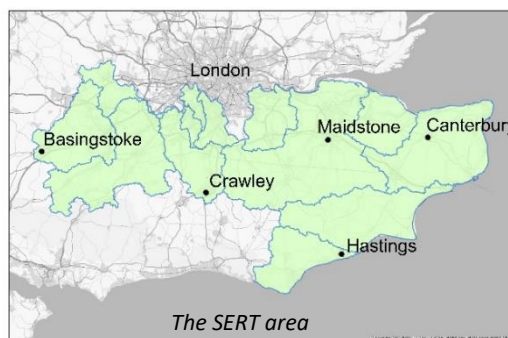 London
Basingstoke
Maidstone
Canterbury
Crawley
Hastings
The SERT area